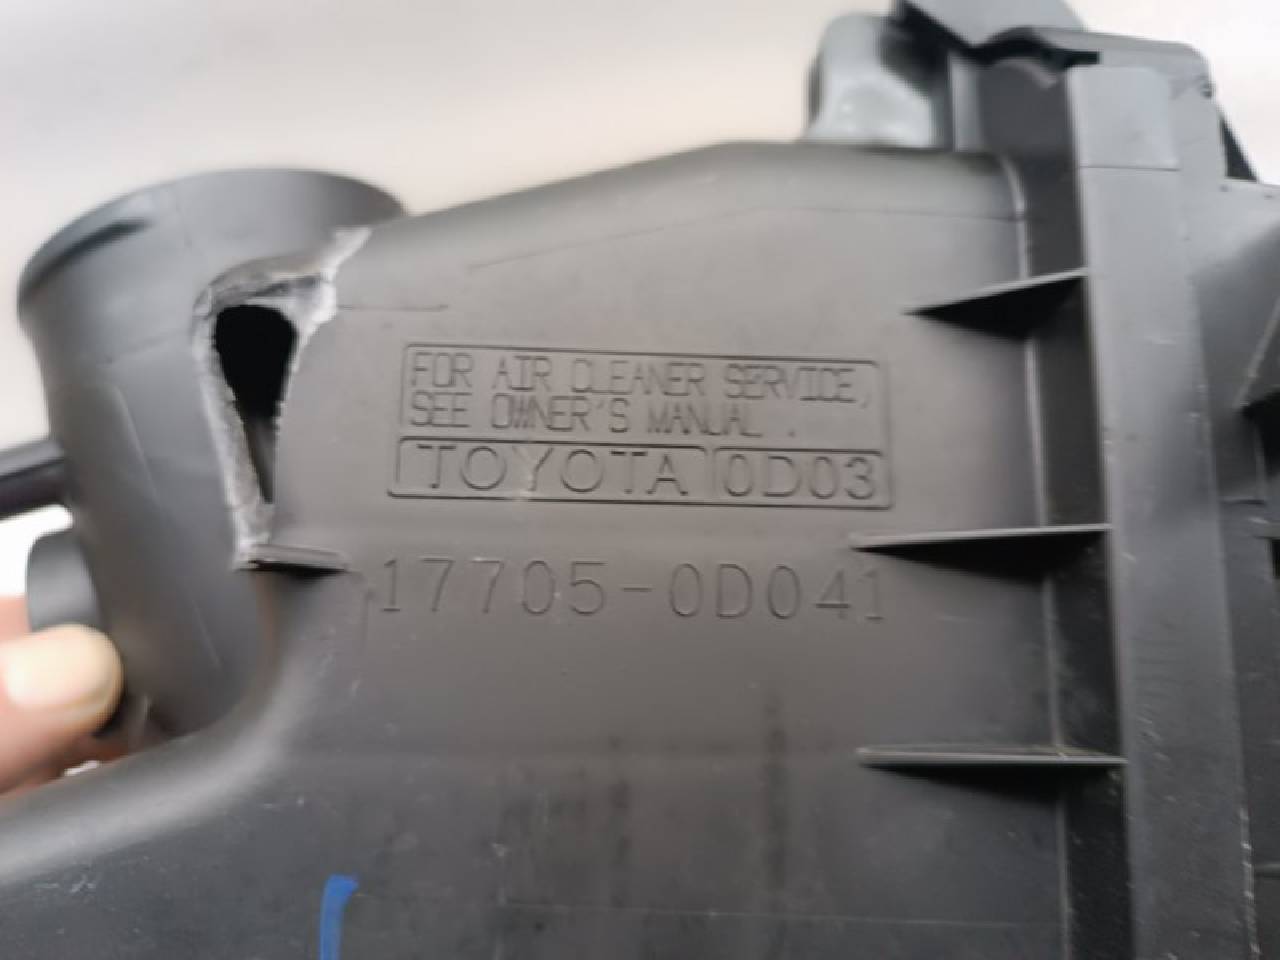 FOR AIR CLEANER SERVICE,
SEE OWNER'S MANUAL.
TOYOTA 0D03
17705-0D041